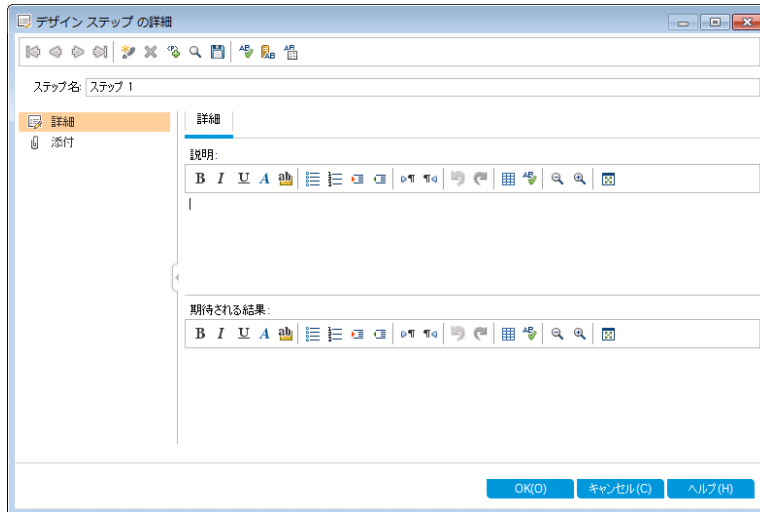 デザイン ステップ の詳細
ステップ名: ステップ 1
詳細
添付
詳細
説明:
B I U A ab
期待される結果:
B I U A ab
OK(O) キャンセル(C) ヘルプ(H)